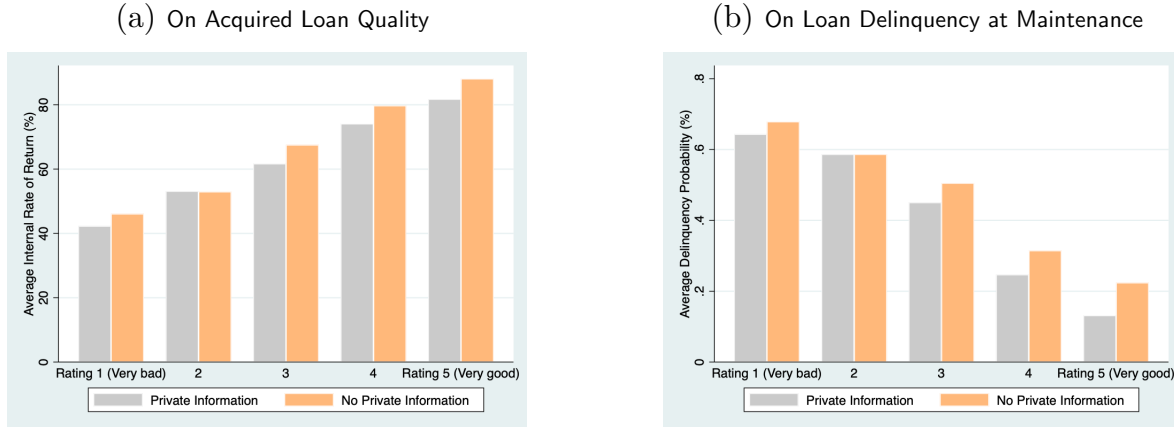 (a) On Acquired Loan Quality
Average Internal Rate of Return (%)
80
60
40
20
0
Rating 1 (Very bad) 2 3 4 Rating 5 (Very good)
Private Information No Private Information
(b) On Loan Delinquency at Maintenance
Average Delinquency Probability (%)
.8
.6
.4
.2
0
Rating 1 (Very bad) 2 3 4 Rating 5 (Very good)
Private Information No Private Information